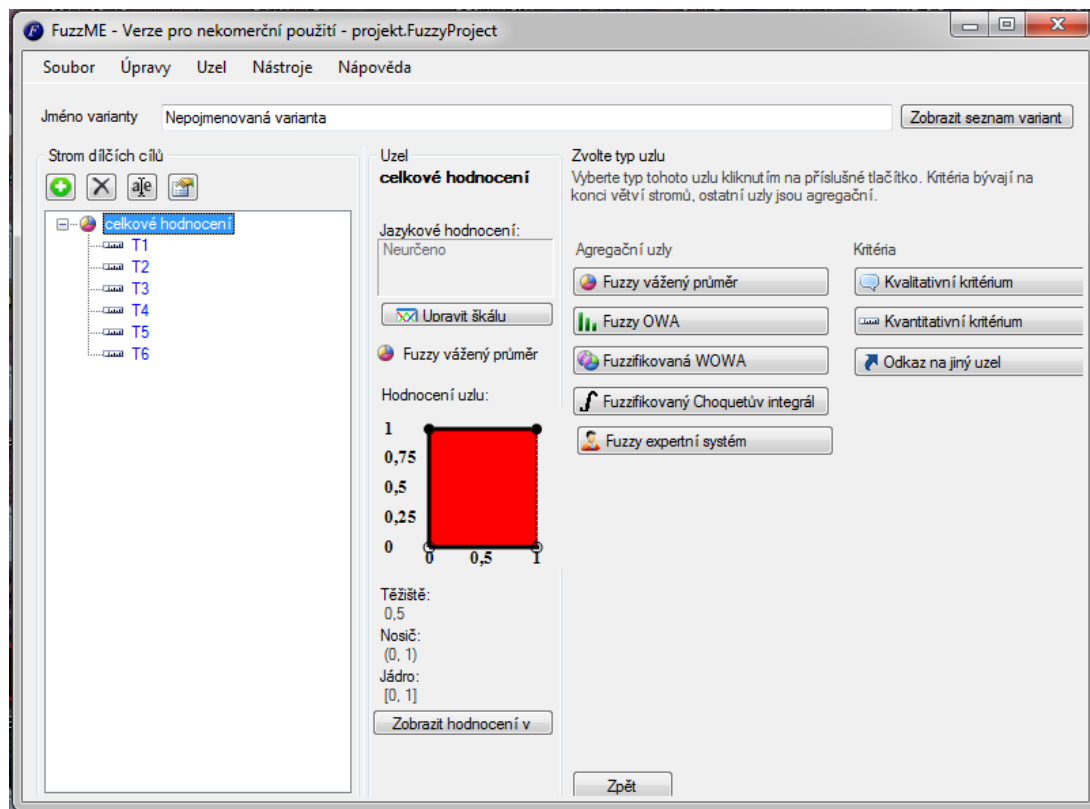 FuzzME - Verze pro nekomerční použití - projekt.FuzzyProject
Soubor Úpravy Uzel Nástroje Nápověda
Jméno varianty Nepojmenovaná varianta Zobrazit seznam variant
Strom dílčích cílů
celkové hodnocení
T1
T2
T3
T4
T5
T6
Uzel
celkové hodnocení
Jazykové hodnocení:
Neurčeno
Upravit škálu
Fuzzy vážený průměr
Hodnocení uzlu:
1
0,75
0,5
0,25
0
0 0,5 1
Těžiště:
0,5
Nosič:
(0, 1)
Jádro:
[0, 1]
Zobrazit hodnocení v
Zvolte typ uzlu
Vyberte typ tohoto uzlu kliknutím na příslušné tlačítko. Kritéria bývají na
konci větví stromů, ostatní uzly jsou agregační.
Agregační uzly
Fuzzy vážený průměr
Fuzzy OWA
Fuzzifikovaná WOWA
Fuzzifikovaný Choquetův integrál
Fuzzy expertní systém
Kritéria
Kvalitativní kritérium
Kvantitativní kritérium
Odkaz na jiný uzel
Zpět